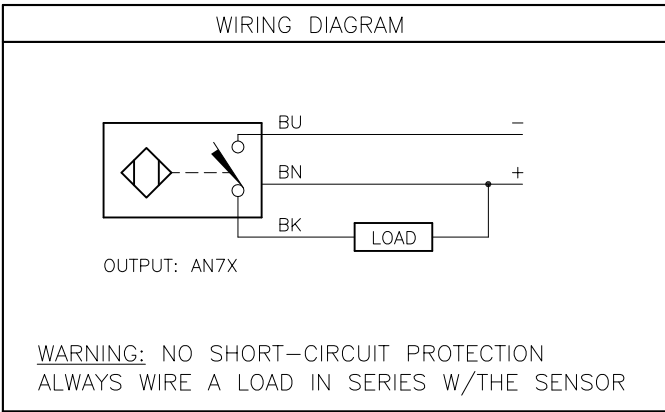 WIRING DIAGRAM
BU
−
BN
+
BK
LOAD
OUTPUT: AN7X
WARNING: NO SHORT−CIRCUIT PROTECTION
ALWAYS WIRE A LOAD IN SERIES W/THE SENSOR